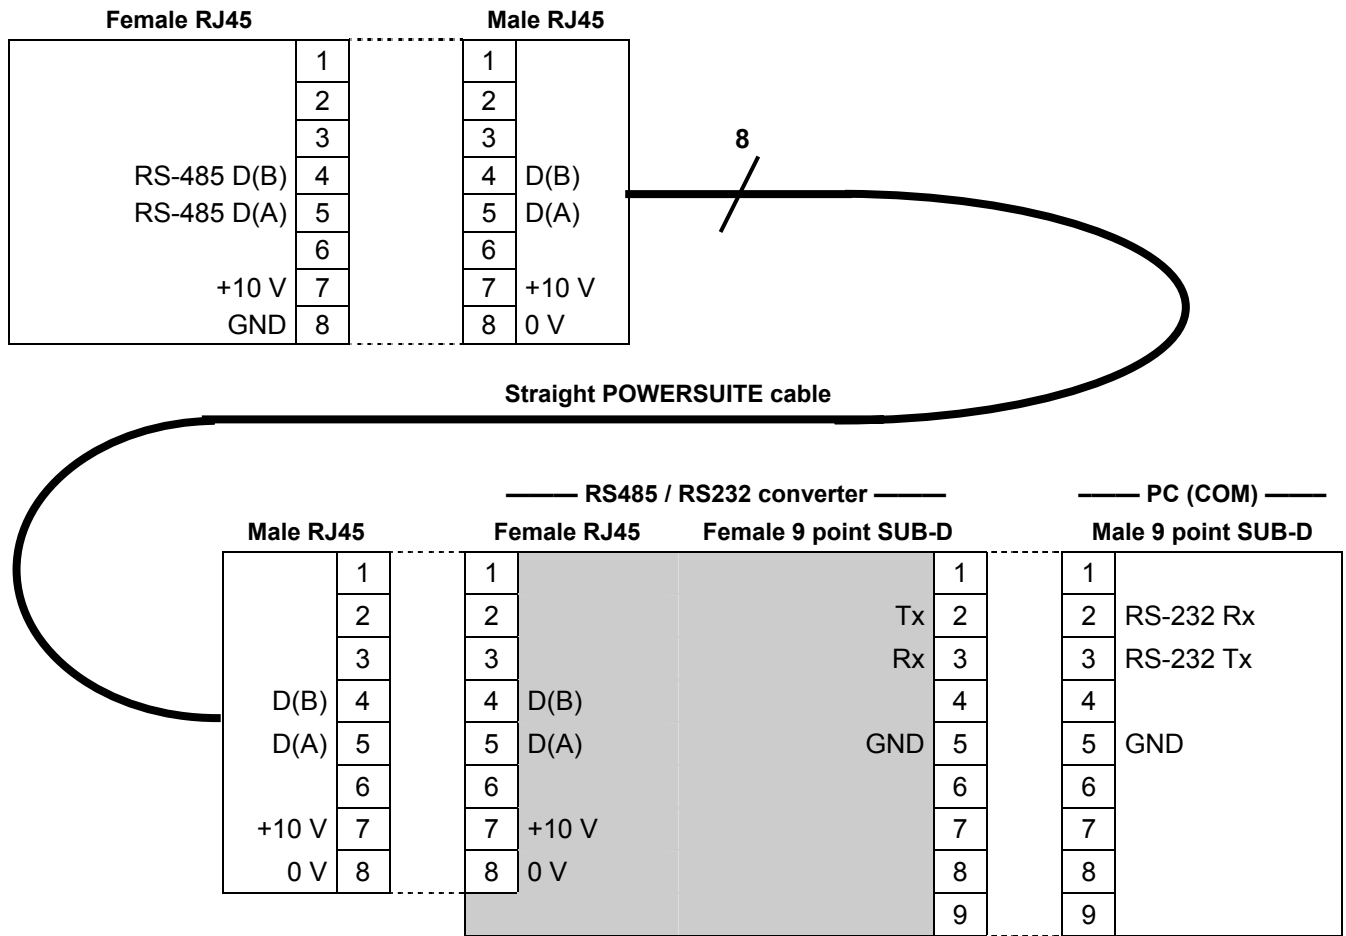 Female RJ45 Male RJ45
1 1
2 2
3 3
8
RS-485 D(B) 4 4 D(B)
RS-485 D(A) 5 5 D(A)
6 6
+10 V 7 7 +10 V
GND 8 8 0 V
Straight POWERSUITE cable
RS485 / RS232 converter PC (COM)
Male RJ45 Female RJ45 Female 9 point SUB-D Male 9 point SUB-D
1 1 1 1
2 2 Tx 2 2 RS-232 Rx
3 3 Rx 3 3 RS-232 Tx
D(B) 4 4 D(B) 4 4
D(A) 5 5 D(A) GND 5 5 GND
6 6 6 6
+10 V 7 7 +10 V 7 7
0 V 8 8 0 V 8 8
9 9